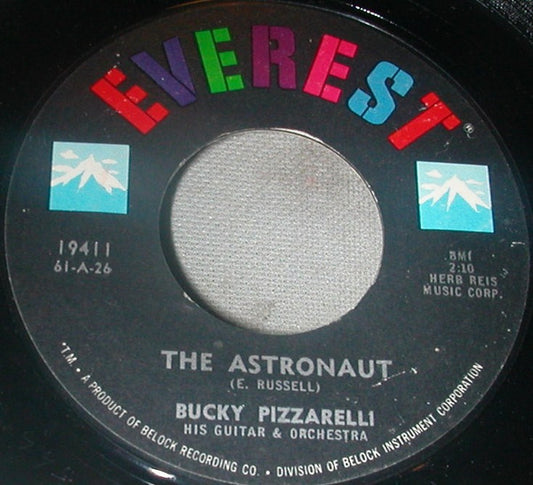 EVEREST®
19411
61-A-26
BMI
2:10
HERB REIS
MUSIC CORP.
THE ASTRONAUT
(E. RUSSELL)
BUCKY PIZZARELLI
HIS GUITAR & ORCHESTRA
"T.M. • A PRODUCT OF BELOCK RECORDING CO. • DIVISION OF BELOCK INSTRUMENT CORPORATION